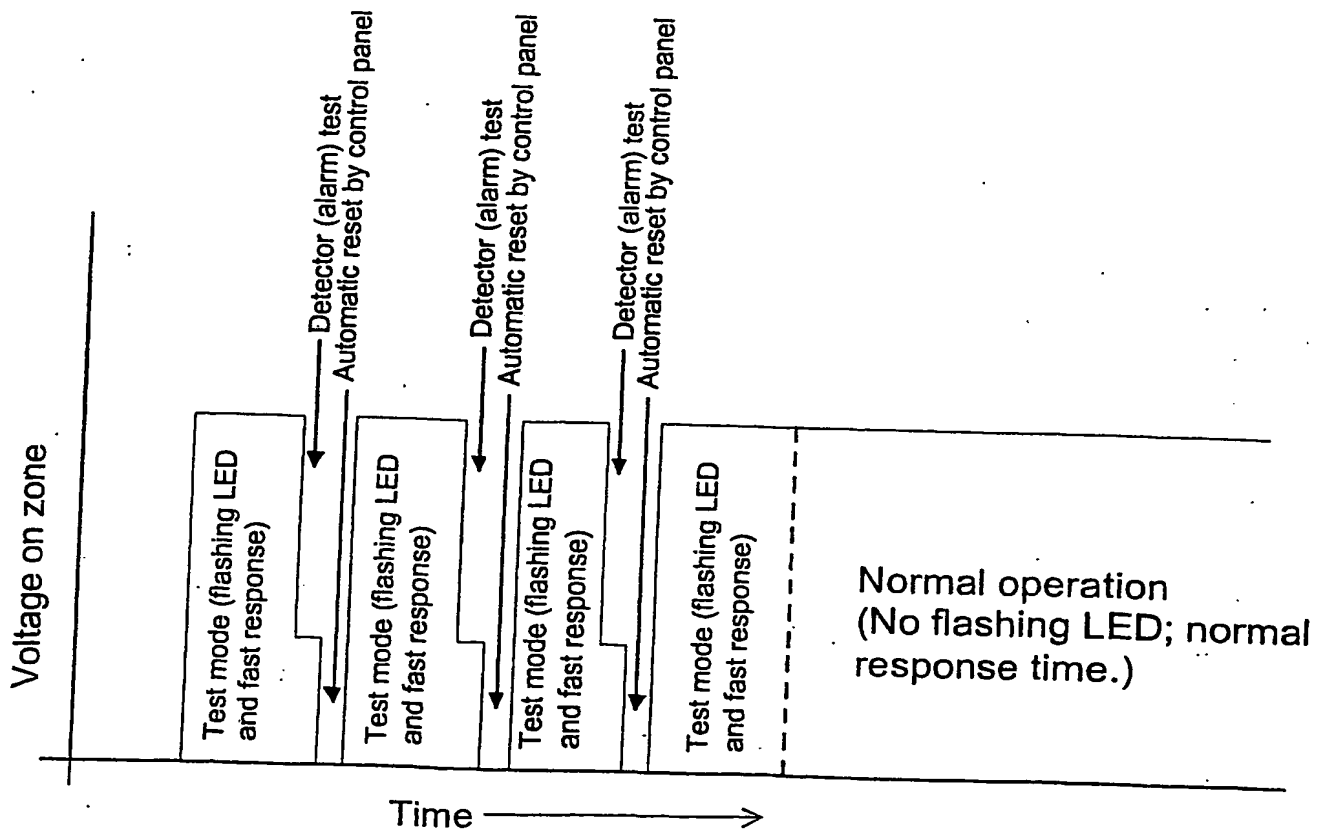 Voltage on zone
Test mode (flashing LED
and fast response)
Detector (alarm) test
Automatic reset by control panel
Test mode (flashing LED
and fast response)
Detector (alarm) test
Automatic reset by control panel
Test mode (flashing LED
and fast response)
Detector (alarm) test
Automatic reset by control panel
Test mode (flashing LED
and fast response)
Normal operation
(No flashing LED; normal
response time.)
Time